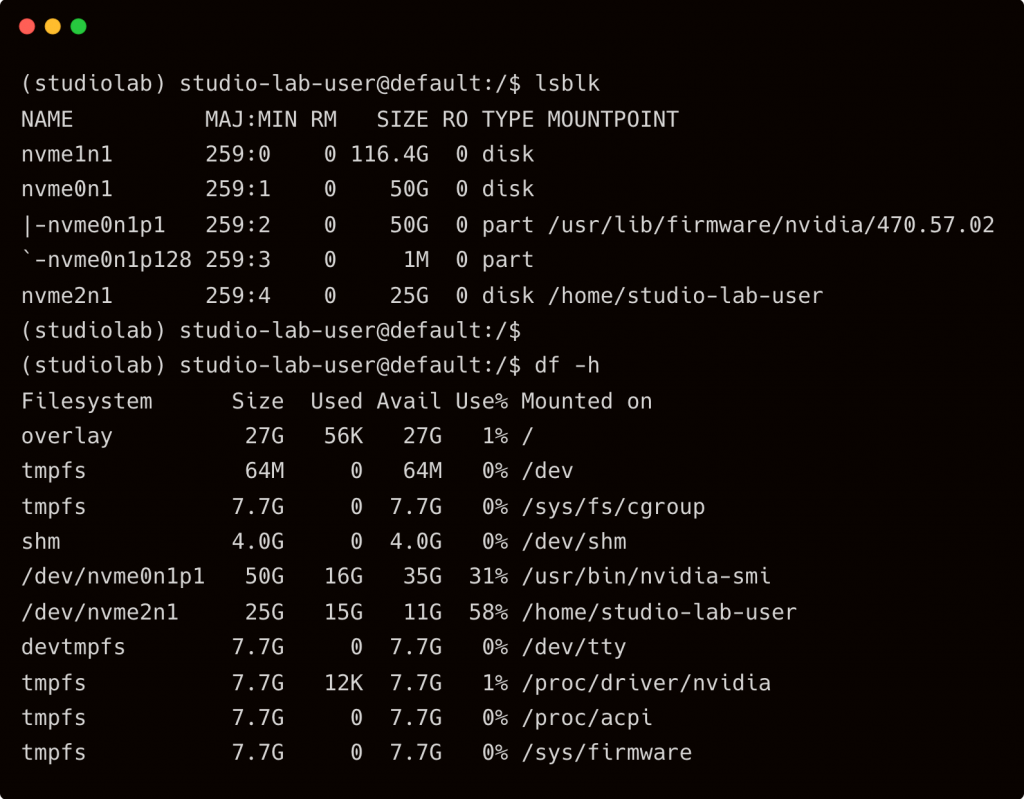 (studiolab) studio-lab-user@default:/$ lsblk
NAME          MAJ:MIN RM   SIZE RO TYPE MOUNTPOINT
nvme1n1       259:0    0 116.4G  0 disk
nvme0n1       259:1    0    50G  0 disk
|-nvme0n1p1   259:2    0    50G  0 part /usr/lib/firmware/nvidia/470.57.02
`-nvme0n1p128 259:3    0     1M  0 part
nvme2n1       259:4    0    25G  0 disk /home/studio-lab-user
(studiolab) studio-lab-user@default:/$
(studiolab) studio-lab-user@default:/$ df -h
Filesystem      Size  Used Avail Use% Mounted on
overlay          27G   56K   27G   1% /
tmpfs            64M     0   64M   0% /dev
tmpfs           7.7G     0  7.7G   0% /sys/fs/cgroup
shm             4.0G     0  4.0G   0% /dev/shm
/dev/nvme0n1p1   50G   16G   35G  31% /usr/bin/nvidia-smi
/dev/nvme2n1     25G   15G   11G  58% /home/studio-lab-user
devtmpfs        7.7G     0  7.7G   0% /dev/tty
tmpfs           7.7G   12K  7.7G   1% /proc/driver/nvidia
tmpfs           7.7G     0  7.7G   0% /proc/acpi
tmpfs           7.7G     0  7.7G   0% /sys/firmware